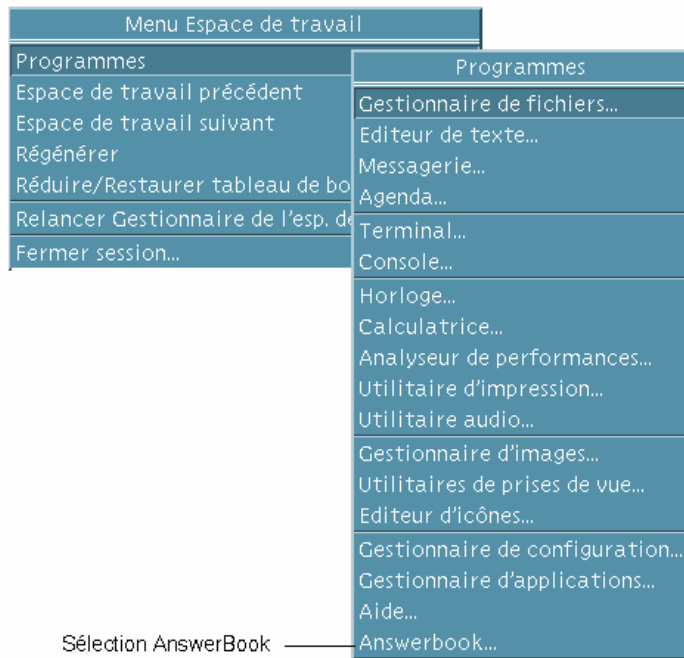 Menu Espace de travail
Programmes
Espace de travail précédent
Espace de travail suivant
Régénérer
Réduire/Restaurer tableau de bo
Relancer Gestionnaire de l'esp. de
Fermer session...
Programmes
Gestionnaire de fichiers...
Editeur de texte...
Messagerie...
Agenda...
Terminal...
Console...
Horloge...
Calculatrice...
Analyseur de performances...
Utilitaire d'impression...
Utilitaire audio...
Gestionnaire d'images...
Utilitaires de prises de vue...
Editeur d'icônes...
Gestionnaire de configuration...
Gestionnaire d'applications...
Aide...
Answerbook...
Sélection AnswerBook